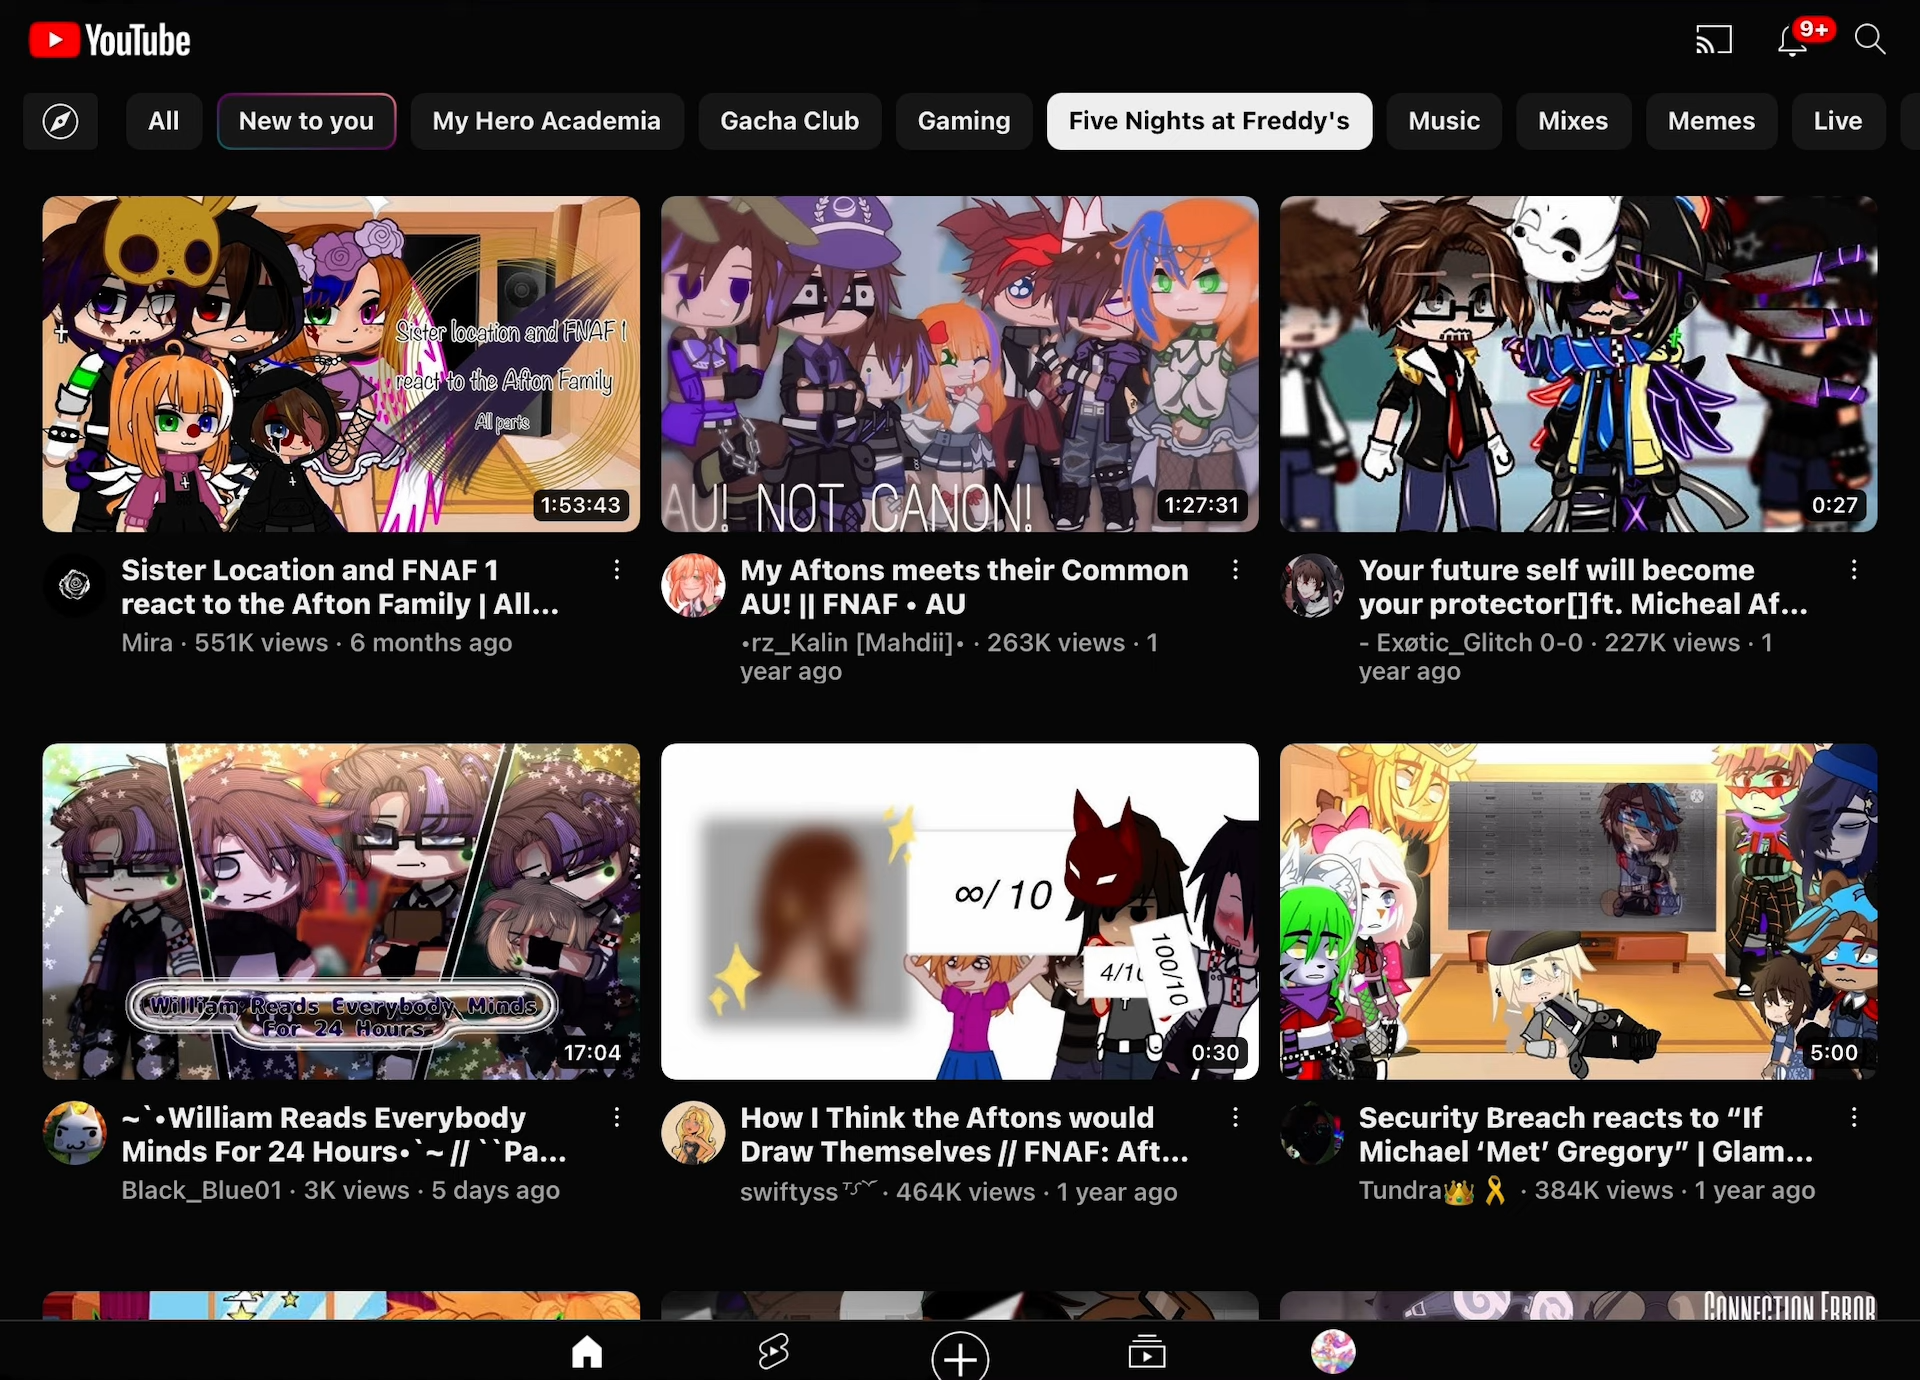 YouTube
9+
All
New to you
My Hero Academia
Gacha Club
Gaming
Five Nights at Freddy's
Music
Mixes
Memes
Live
Sister location and FNAF 1
react to the Afton Family
All parts
1:53:43
AU! NOT CANON!
1:27:31
0:27
Sister Location and FNAF 1
react to the Afton Family | All...
Mira · 551K views · 6 months ago
My Aftons meets their Common
AU! || FNAF • AU
•rz_Kalin [Mahdii]• · 263K views · 1
year ago
Your future self will become
your protector[]ft. Micheal Af...
- Exøtic_Glitch 0-0 · 227K views · 1
year ago
William Reads Everybody Minds
For 24 Hours
17:04
∞/ 10
4/10
100/10
0:30
5:00
~`•William Reads Everybody
Minds For 24 Hours•`~ // ``Pa...
Black_Blue01 · 3K views · 5 days ago
How I Think the Aftons would
Draw Themselves // FNAF: Aft...
swiftyss · 464K views · 1 year ago
Security Breach reacts to “If
Michael ‘Met’ Gregory” | Glam...
Tundra👑🎗 · 384K views · 1 year ago
CONNECTION ERROR